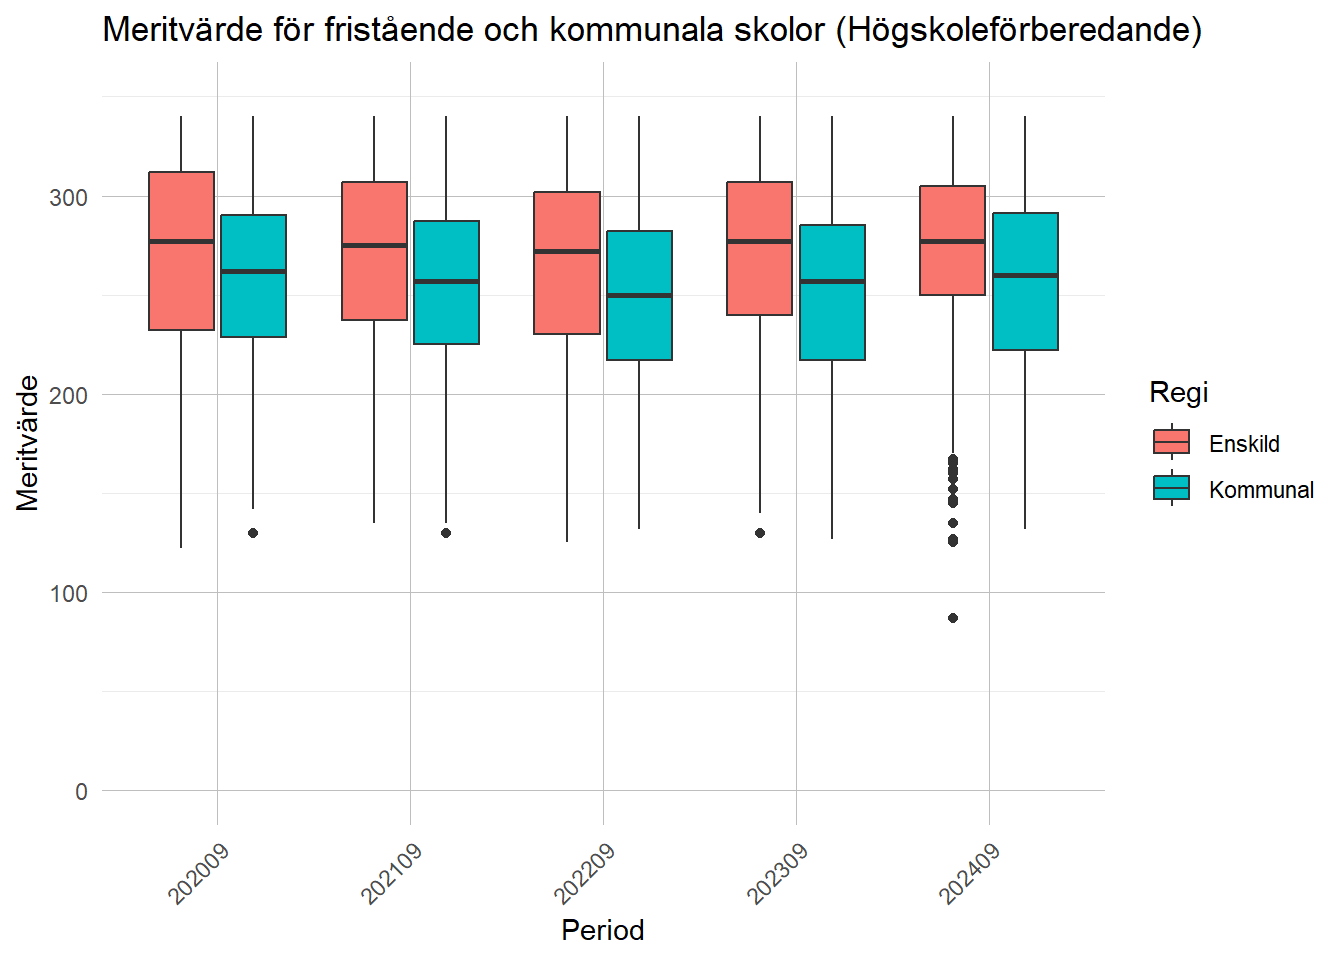 Meritvärde för fristående och kommunala skolor (Högskoleförberedande)
Meritvärde
300
200
100
0
202009
202109
202209
202309
202409
Period
Regi
Enskild
Kommunal